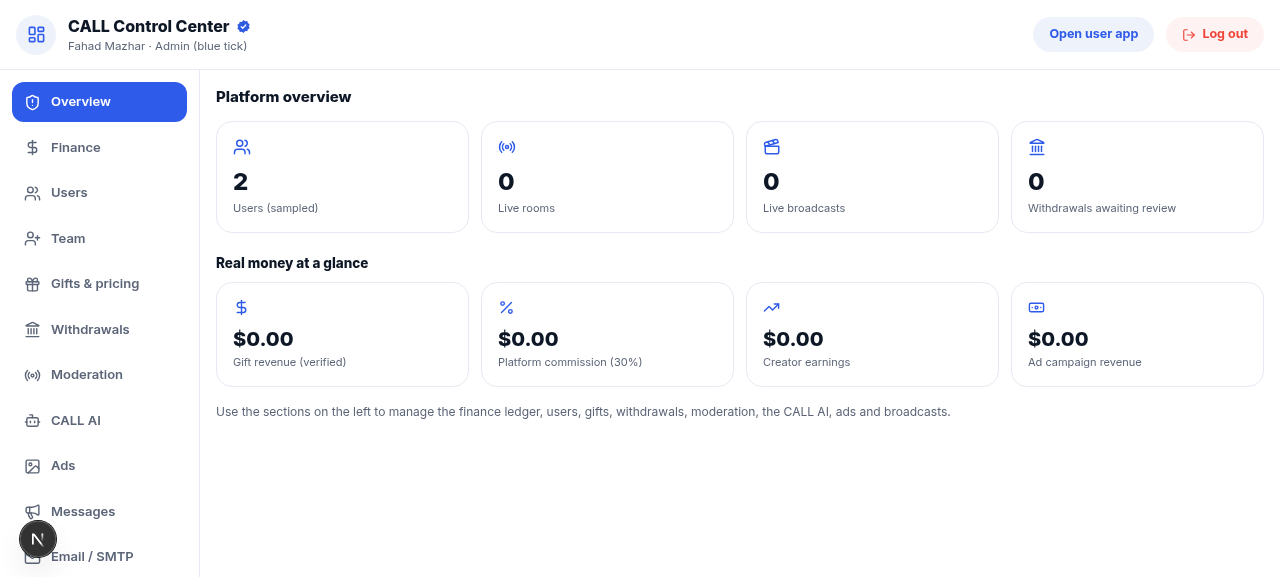 CALL Control Center
Fahad Mazhar · Admin (blue tick)
Open user app
Log out
Overview
Finance
Users
Team
Gifts & pricing
Withdrawals
Moderation
CALL AI
Ads
Messages
Email / SMTP
N
Platform overview
2
Users (sampled)
0
Live rooms
0
Live broadcasts
0
Withdrawals awaiting review
Real money at a glance
$0.00
Gift revenue (verified)
$0.00
Platform commission (30%)
$0.00
Creator earnings
$0.00
Ad campaign revenue
Use the sections on the left to manage the finance ledger, users, gifts, withdrawals, moderation, the CALL AI, ads and broadcasts.